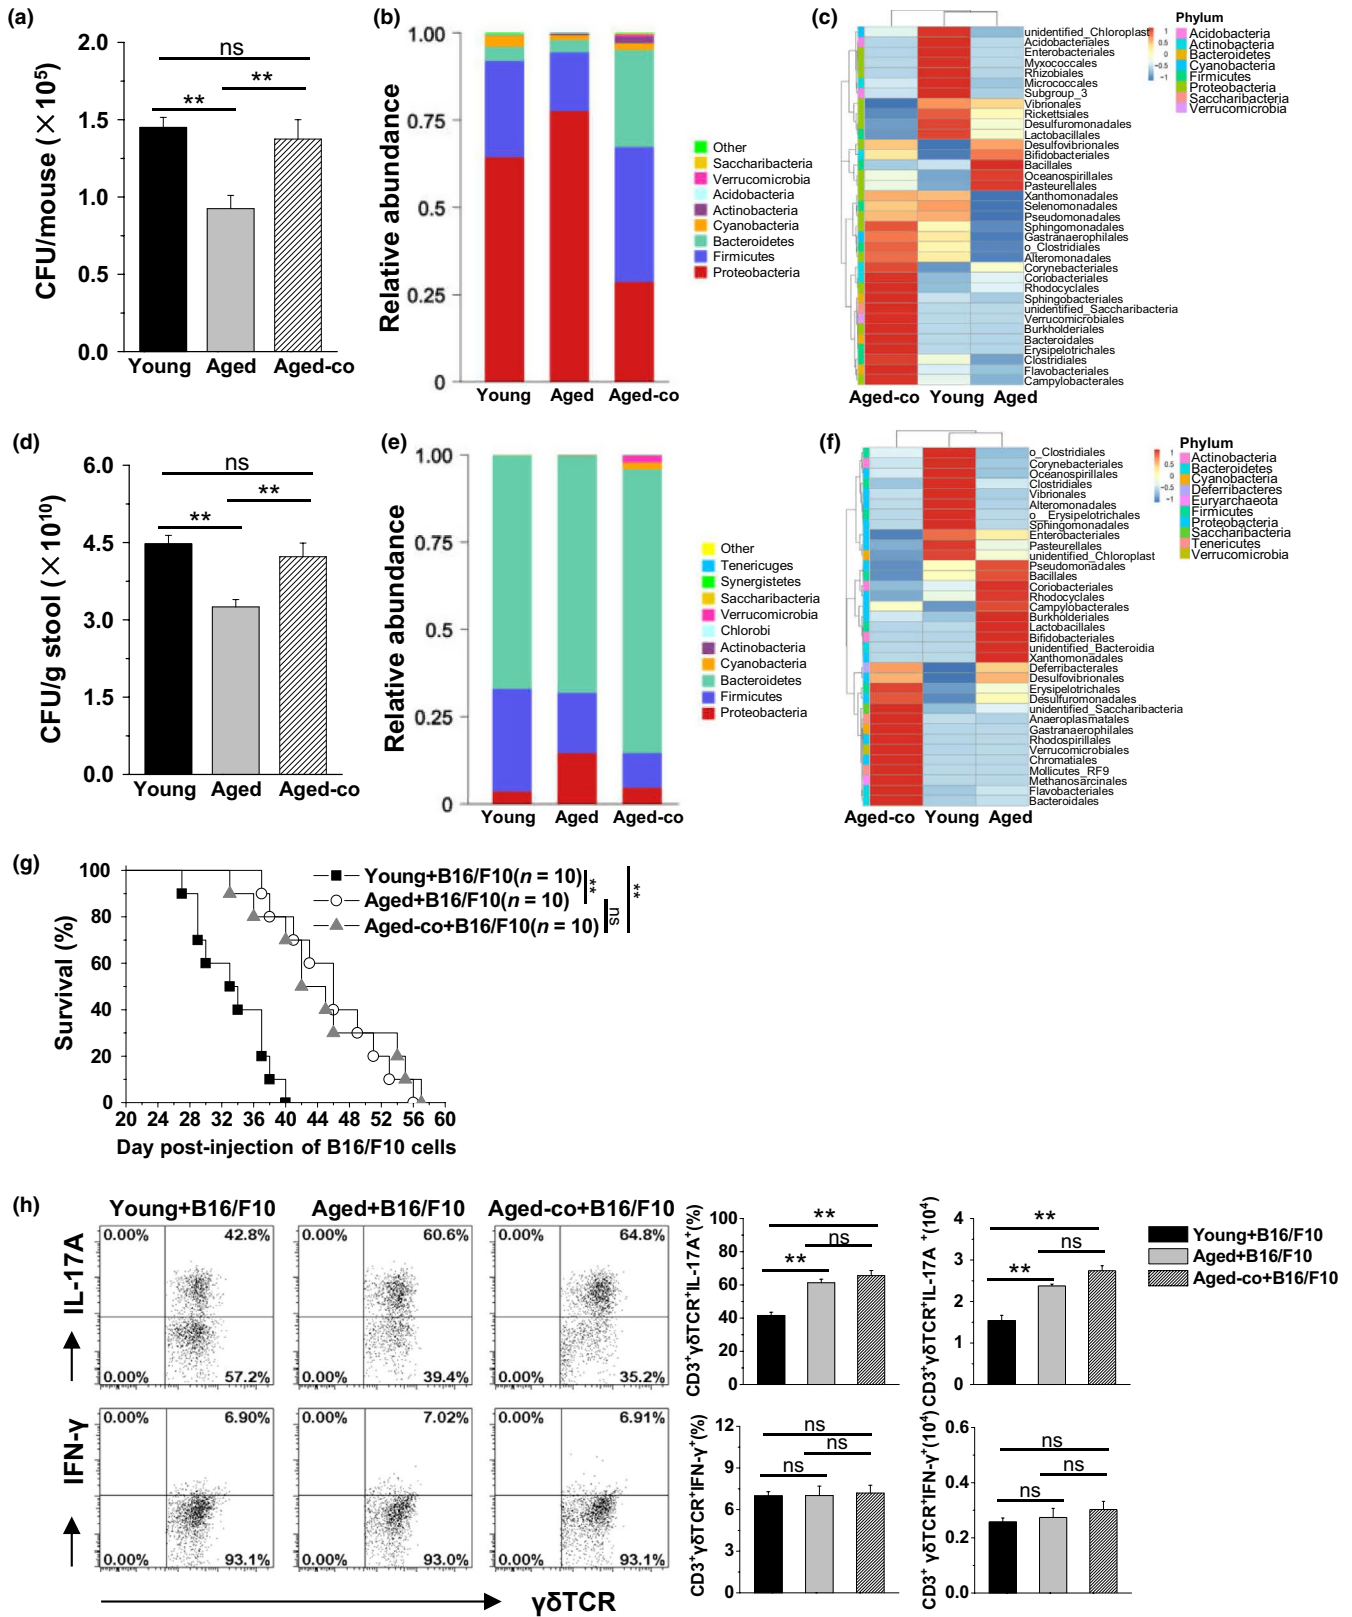 (a)
CFU/mouse (×10⁵)
2.0
1.5
1.0
0.5
0.0
ns
**
**
Young Aged Aged-co
(b)
Relative abundance
1.00
0.75
0.5
0.25
0
Young Aged Aged-co
Other
Saccharibacteria
Verrucomicrobia
Acidobacteria
Actinobacteria
Cyanobacteria
Bacteroidetes
Firmicutes
Proteobacteria
(c)
unidentified_Chloroplast
Acidobacteriales
Enterobacteriales
Myxococcales
Rhizobiales
Micrococcales
Subgroup_3
Vibrionales
Rickettsiales
Desulfuromonadales
Lactobacillales
Desulfovibrionales
Bifidobacteriales
Bacillales
Oceanospirillales
Pasteurellales
Xanthomonadales
Selenomonadales
Pseudomonadales
Sphingomonadales
Gastranaerophilales
o_Clostridiales
Alteromonadales
Corynebacteriales
Coriobacteriales
Rhodocyclales
Sphingobacteriales
unidentified_Saccharibacteria
Verrucomicrobiales
Burkholderiales
Bacteroidales
Erysipelotrichales
Clostridiales
Flavobacteriales
Campylobacterales
Aged-co Young Aged
1
0.5
0
−0.5
−1
Phylum
Acidobacteria
Actinobacteria
Bacteroidetes
Cyanobacteria
Firmicutes
Proteobacteria
Saccharibacteria
Verrucomicrobia
(d)
CFU/g stool (×10¹⁰)
6.0
4.5
3.0
1.5
0.0
ns
**
**
Young Aged Aged-co
(e)
Relative abundance
1.00
0.75
0.5
0.25
0
Young Aged Aged-co
Other
Tenericuges
Synergistetes
Saccharibacteria
Verrucomicrobia
Chlorobi
Actinobacteria
Cyanobacteria
Bacteroidetes
Firmicutes
Proteobacteria
(f)
o_Clostridiales
Corynebacteriales
Oceanospirillales
Clostridiales
Vibrionales
Alteromonadales
o__Erysipelotrichales
Sphingomonadales
Enterobacteriales
Pasteurellales
unidentified_Chloroplast
Pseudomonadales
Bacillales
Coriobacteriales
Rhodocyclales
Campylobacterales
Burkholderiales
Lactobacillales
Bifidobacteriales
unidentified_Bacteroidia
Xanthomonadales
Deferribacterales
Desulfovibrionales
Erysipelotrichales
Desulfuromonadales
unidentified_Saccharibacteria
Anaeroplasmatales
Gastranaerophilales
Rhodospirillales
Verrucomicrobiales
Chromatiales
Mollicutes_RF9
Methanosarcinales
Flavobacteriales
Bacteroidales
Aged-co Young Aged
1
0.5
0
−0.5
−1
Phylum
Actinobacteria
Bacteroidetes
Cyanobacteria
Deferribacteres
Euryarchaeota
Firmicutes
Proteobacteria
Saccharibacteria
Tenericutes
Verrucomicrobia
(g)
Survival (%)
100
80
60
40
20
0
20 24 28 32 36 40 44 48 52 56 60
Day post-injection of B16/F10 cells
Young+B16/F10(n = 10)
Aged+B16/F10(n = 10)
Aged-co+B16/F10(n = 10)
**
ns
**
(h)
Young+B16/F10 Aged+B16/F10 Aged-co+B16/F10
IL-17A
0.00% 42.8% 0.00% 60.6% 0.00% 64.8%
0.00% 57.2% 0.00% 39.4% 0.00% 35.2%
IFN-γ
0.00% 6.90% 0.00% 7.02% 0.00% 6.91%
0.00% 93.1% 0.00% 93.0% 0.00% 93.1%
γδTCR
CD3⁺γδTCR⁺IL-17A⁺(%)
100
80
60
40
20
0
**
ns
**
CD3⁺γδTCR⁺IL-17A⁺(10⁴)
4
3
2
1
0
**
ns
**
Young+B16/F10
Aged+B16/F10
Aged-co+B16/F10
CD3⁺γδTCR⁺IFN-γ⁺(%)
12
9
6
3
0
ns
ns
ns
CD3⁺ γδTCR⁺IFN-γ⁺(10⁴)
0.6
0.4
0.2
0.0
ns
ns
ns